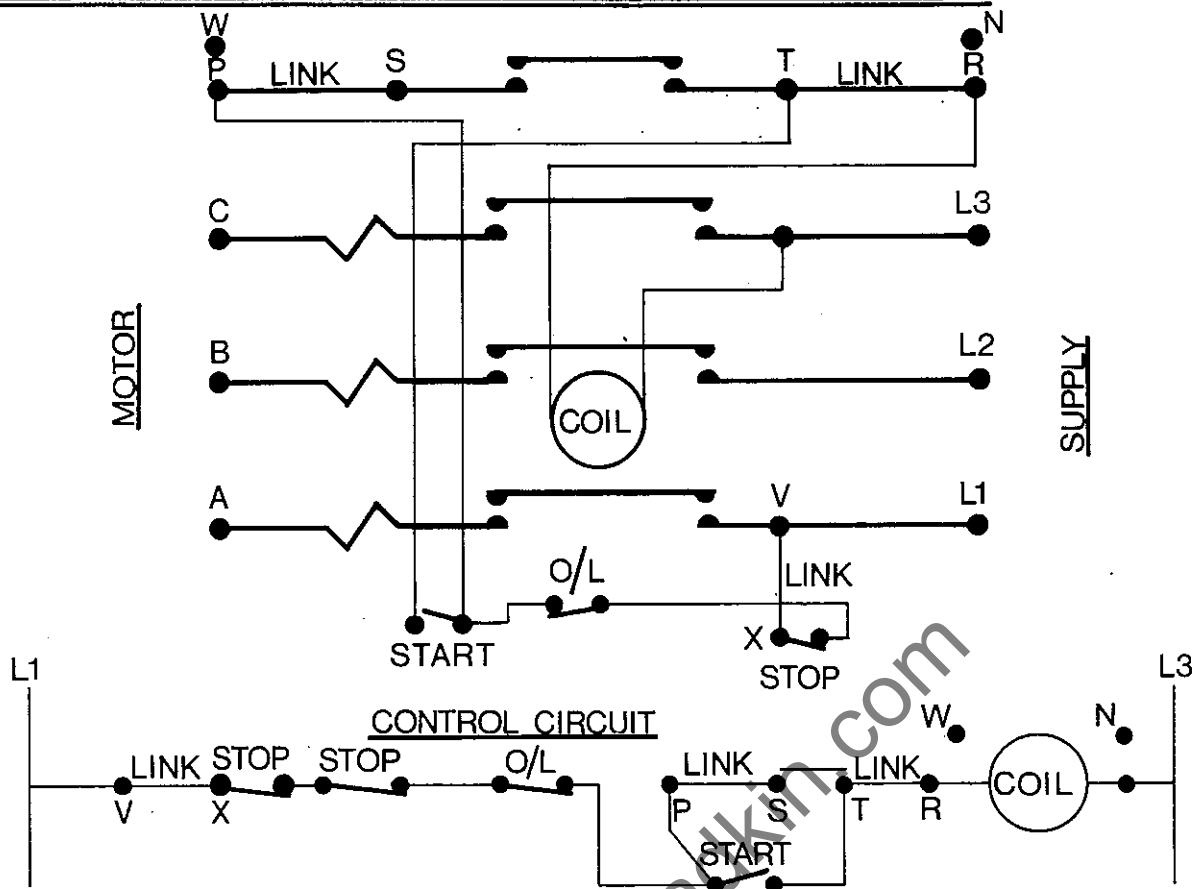 W N
P LINK S T LINK R
C L3
MOTOR
B L2
SUPPLY
COIL
A V L1
O/L LINK
X
START STOP
L1 L3
CONTROL CIRCUIT
W N
LINK STOP STOP O/L LINK LINK COIL
V X P S T R
START